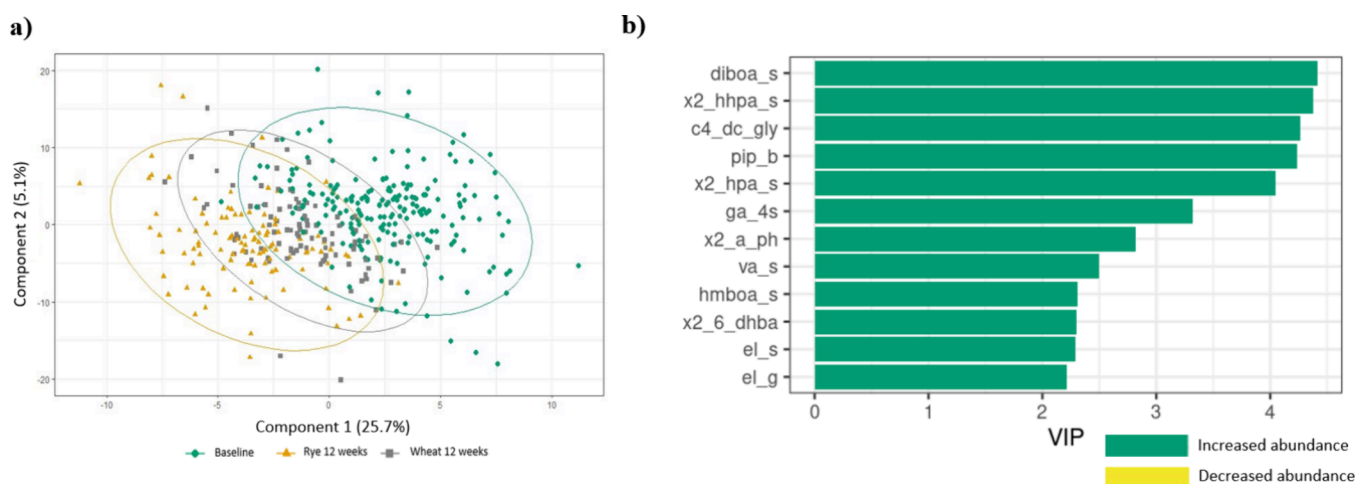 a)
20
10
0
-10
-20
Component 2 (5.1%)
-10 -5 0 5 10
Component 1 (25.7%)
Baseline Rye 12 weeks Wheat 12 weeks
b)
diboa_s
x2_hhpa_s
c4_dc_gly
pip_b
x2_hpa_s
ga_4s
x2_a_ph
va_s
hmboa_s
x2_6_dhba
el_s
el_g
0 1 2 3 4
VIP
Increased abundance
Decreased abundance